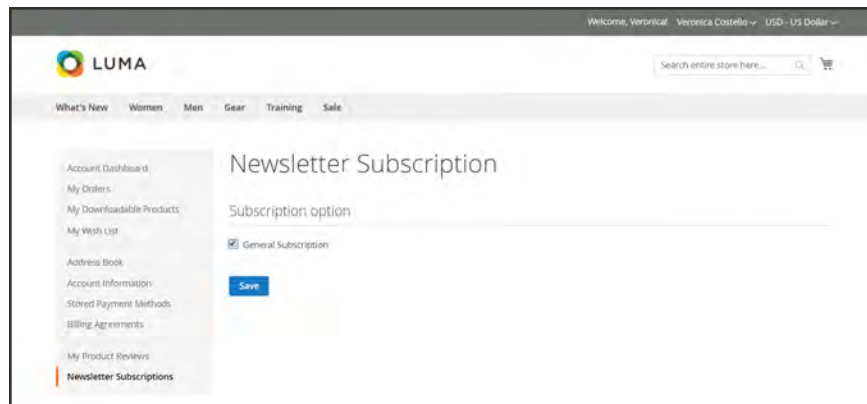 Welcome, Veronica! Veronica Costello USD - US Dollar
LUMA
Search entire store here...
What's New Women Men Gear Training Sale
Newsletter Subscription
Account Dashboard
My Orders
My Downloadable Products
My Wish List
Address Book
Account Information
Stored Payment Methods
Billing Agreements
My Product Reviews
Newsletter Subscriptions
Subscription option
General Subscription
Save